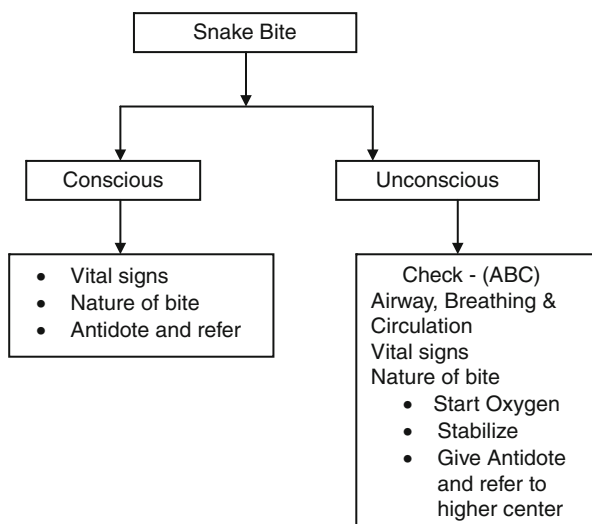 Snake Bite
Conscious
Unconscious
• Vital signs
• Nature of bite
• Antidote and refer
Check - (ABC)
Airway, Breathing &
Circulation
Vital signs
Nature of bite
• Start Oxygen
• Stabilize
• Give Antidote
and refer to
higher center